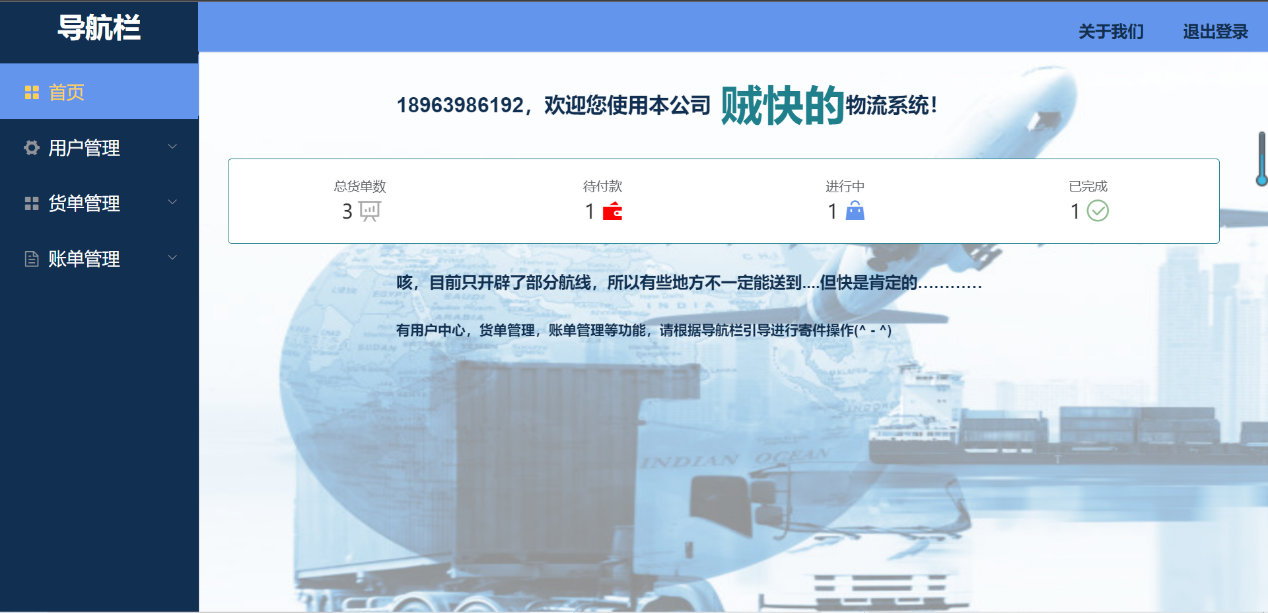 导航栏
关于我们 退出登录
首页
用户管理
货单管理
账单管理
18963986192，欢迎您使用本公司 贼快的物流系统！
总货单数 待付款 进行中 已完成
3 1 1 1
咳，目前只开辟了部分航线，所以有些地方不一定能送到....但快是肯定的…………
有用户中心，货单管理，账单管理等功能，请根据导航栏引导进行寄件操作(^ - ^)
INDIA
INDIAN OCEAN